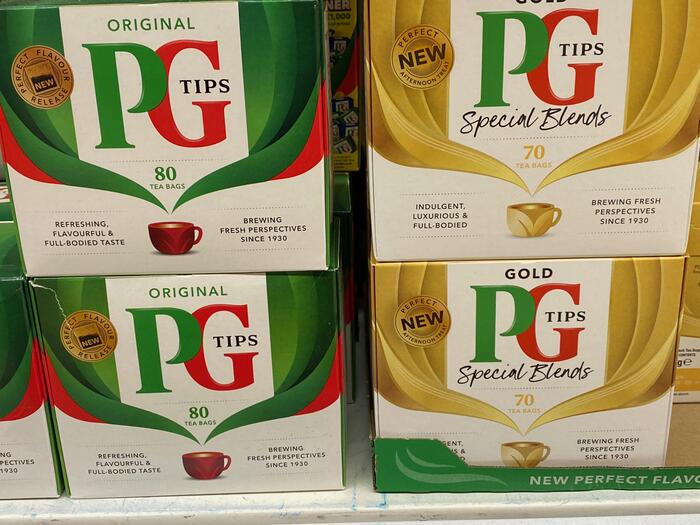 ORIGINAL
PG TIPS
PERFECT FLAVOUR
NEW
RELEASE
80
TEA BAGS
REFRESHING,
FLAVOURFUL &
FULL-BODIED TASTE
BREWING
FRESH PERSPECTIVES
SINCE 1930
GOLD
PG TIPS
Special Blends
PERFECT
NEW
AFTERNOON TREAT
70
TEA BAGS
INDULGENT,
LUXURIOUS &
FULL-BODIED
BREWING FRESH
PERSPECTIVES
SINCE 1930
ORIGINAL
PG TIPS
PERFECT FLAVOUR
NEW
RELEASE
80
TEA BAGS
REFRESHING,
FLAVOURFUL &
FULL-BODIED TASTE
BREWING
FRESH PERSPECTIVES
SINCE 1930
GOLD
PG TIPS
Special Blends
PERFECT
NEW
AFTERNOON TREAT
70
TEA BAGS
BREWING FRESH
PERSPECTIVES
SINCE 1930
NEW PERFECT FLAVO